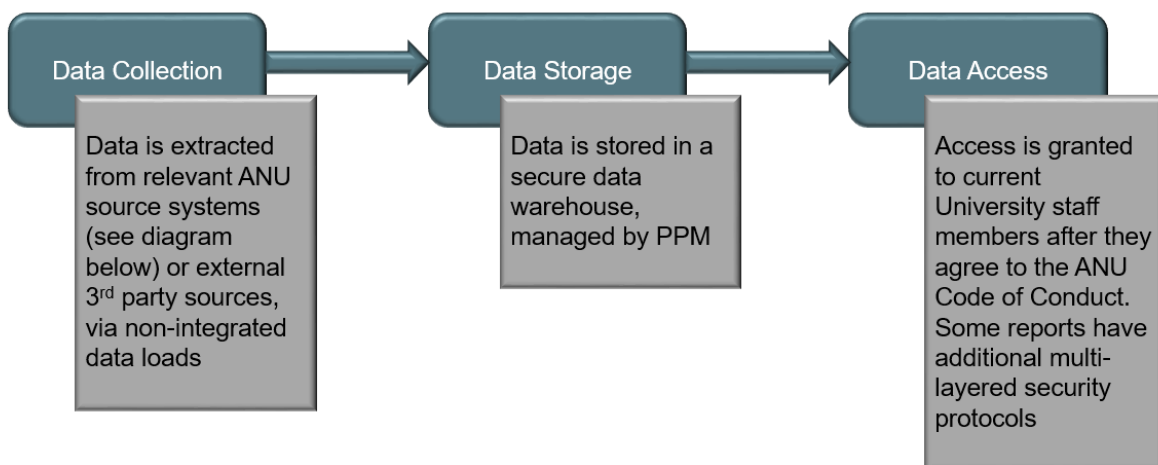 Data Collection
Data is extracted
from relevant ANU
source systems
(see diagram
below) or external
3rd party sources,
via non-integrated
data loads
Data Storage
Data is stored in a
secure data
warehouse,
managed by PPM
Data Access
Access is granted
to current
University staff
members after they
agree to the ANU
Code of Conduct.
Some reports have
additional multi-
layered security
protocols